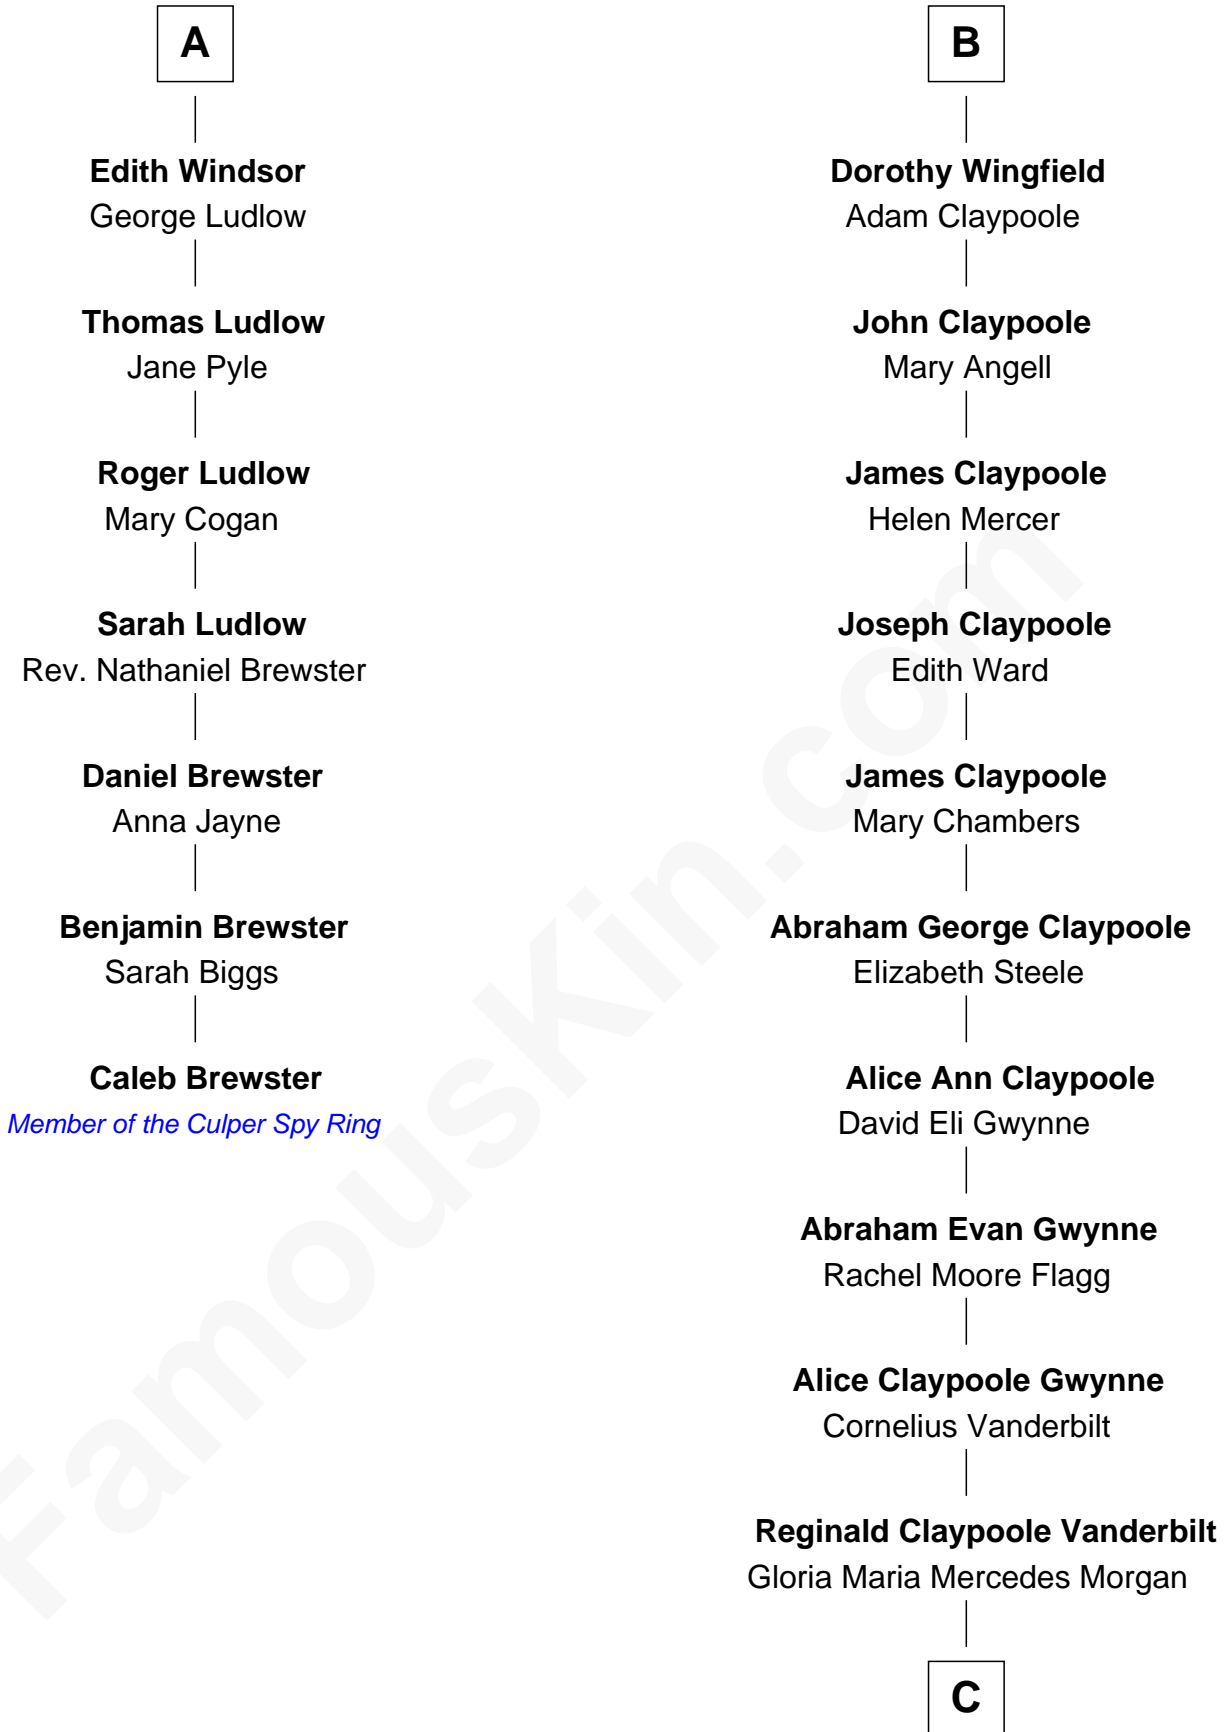 A
Edith Windsor
George Ludlow
Thomas Ludlow
Jane Pyle
Roger Ludlow
Mary Cogan
Sarah Ludlow
Rev. Nathaniel Brewster
Daniel Brewster
Anna Jayne
Benjamin Brewster
Sarah Biggs
Caleb Brewster
Member of the Culper Spy Ring
B
Dorothy Wingfield
Adam Claypoole
John Claypoole
Mary Angell
James Claypoole
Helen Mercer
Joseph Claypoole
Edith Ward
James Claypoole
Mary Chambers
Abraham George Claypoole
Elizabeth Steele
Alice Ann Claypoole
David Eli Gwynne
Abraham Evan Gwynne
Rachel Moore Flagg
Alice Claypoole Gwynne
Cornelius Vanderbilt
Reginald Claypoole Vanderbilt
Gloria Maria Mercedes Morgan
C
FamousKin.com